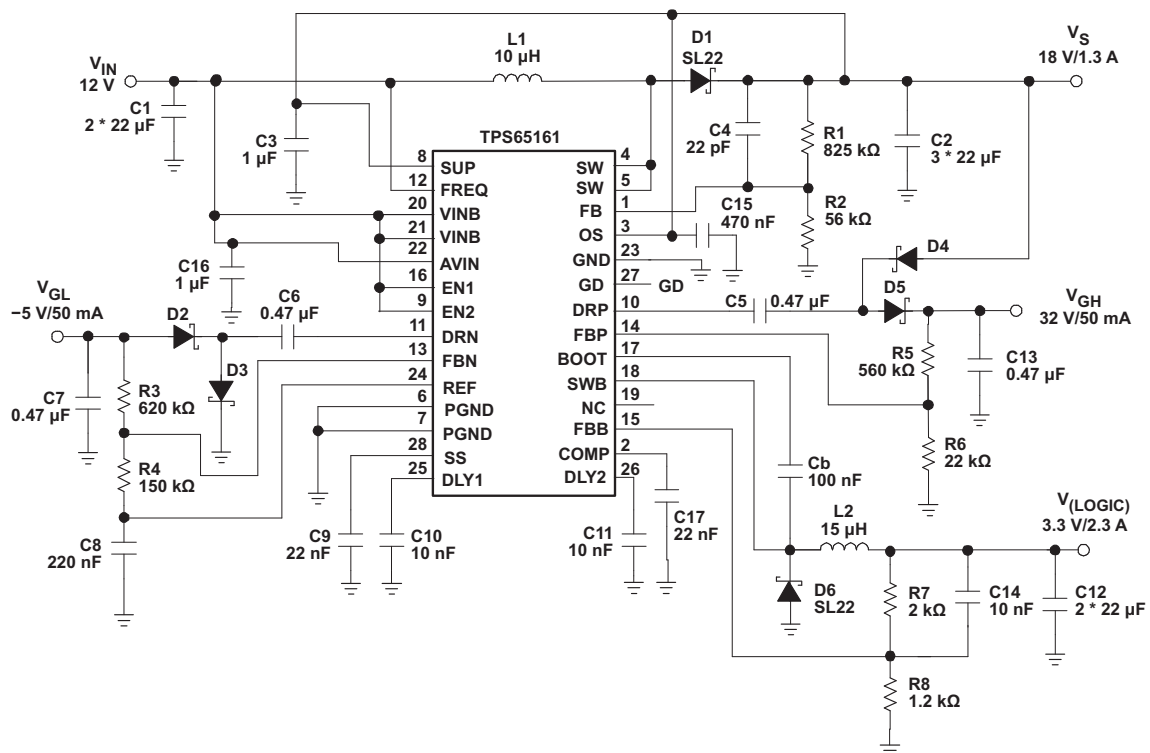 L1
10 µH
D1
SL22
VS
18 V/1.3 A
VIN
12 V
C1
2 * 22 µF
C3
1 µF
C4
22 pF
R1
825 kΩ
C2
3 * 22 µF
TPS65161
8 SUP
12 FREQ
20 VINB
21 VINB
22 AVIN
16 EN1
9 EN2
11 DRN
13 FBN
24 REF
6 PGND
7 PGND
28 SS
25 DLY1
SW 4
SW 5
FB 1
OS 3
GND 23
GD 27
GD
DRP 10
FBP 14
BOOT 17
SWB 18
NC 19
FBB 15
COMP 2
DLY2 26
C15
470 nF
R2
56 kΩ
D4
C16
1 µF
VGL
−5 V/50 mA
D2
C6
0.47 µF
D3
C5
0.47 µF
D5
VGH
32 V/50 mA
C7
0.47 µF
R3
620 kΩ
R5
560 kΩ
C13
0.47 µF
R4
150 kΩ
R6
22 kΩ
C8
220 nF
C9
22 nF
C10
10 nF
C11
10 nF
C17
22 nF
Cb
100 nF
L2
15 µH
V(LOGIC)
3.3 V/2.3 A
D6
SL22
R7
2 kΩ
C14
10 nF
C12
2 * 22 µF
R8
1.2 kΩ